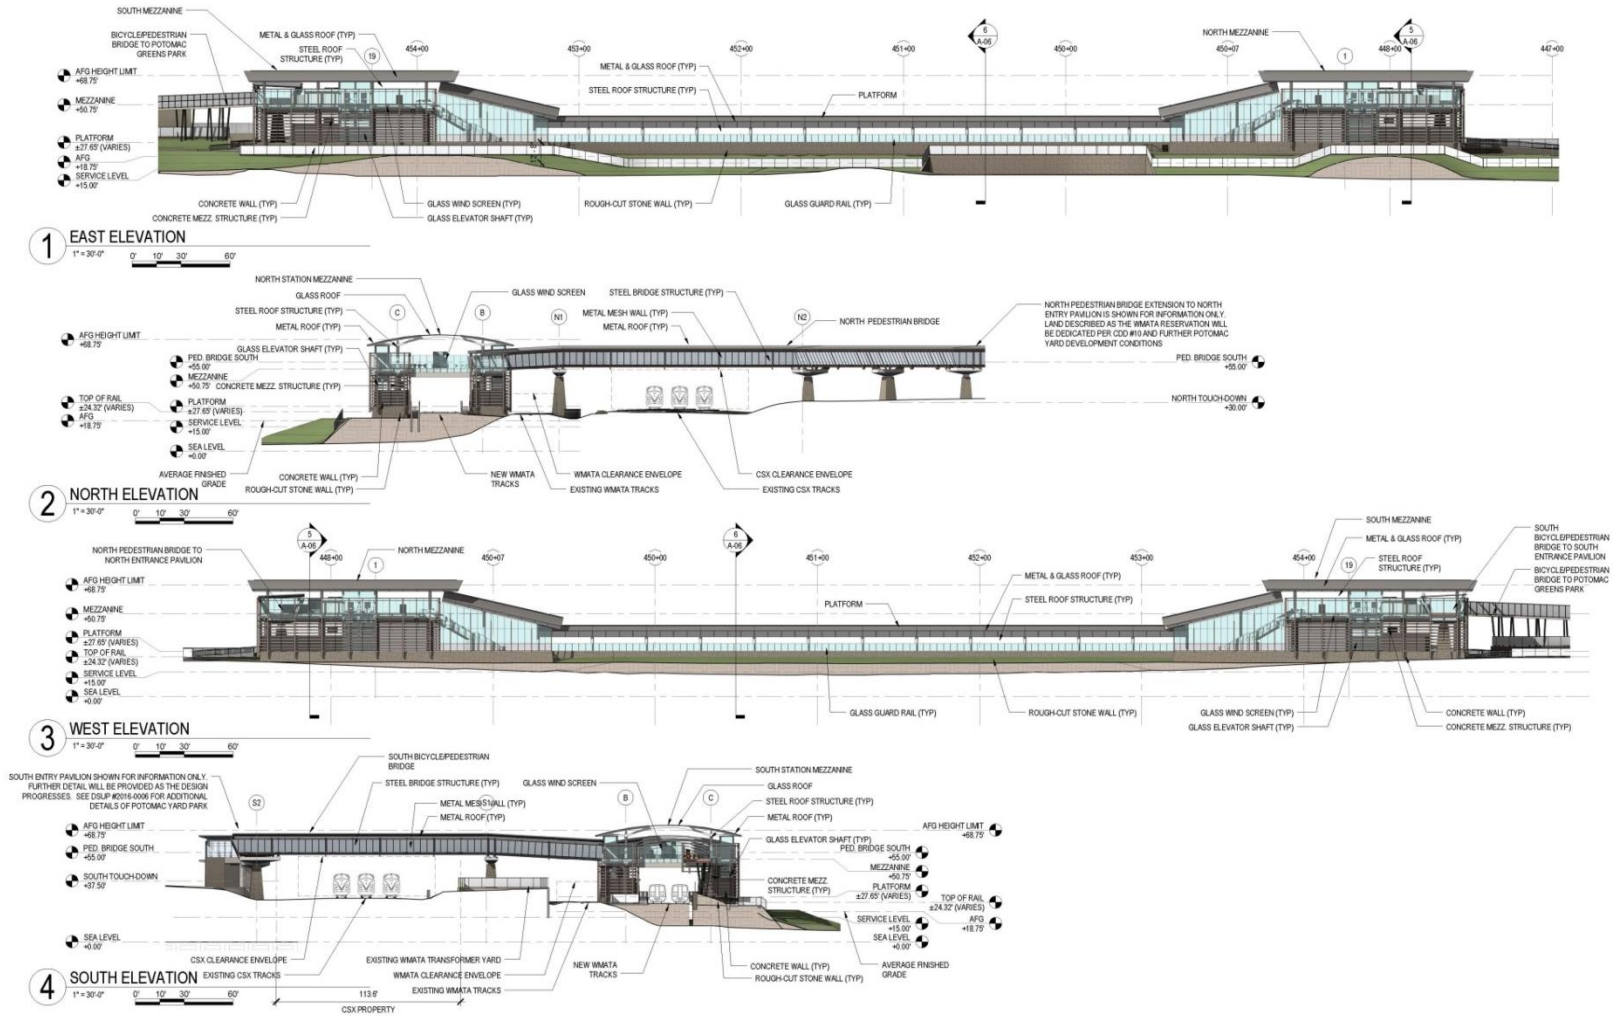 SOUTH MEZZANINE
BICYCLE/PEDESTRIAN
BRIDGE TO POTOMAC
GREENS PARK
METAL & GLASS ROOF (TYP)
STEEL ROOF
STRUCTURE (TYP)
19
454+00
453+00
452+00
451+00
6
A-06
450+00
450+07
NORTH MEZZANINE
1
448+00
5
A-06
447+00
METAL & GLASS ROOF (TYP)
STEEL ROOF STRUCTURE (TYP)
PLATFORM
AFG HEIGHT LIMIT
+68.75'
MEZZANINE
+50.75'
PLATFORM
±27.65' (VARIES)
AFG
+18.75'
SERVICE LEVEL
+15.00'
CONCRETE WALL (TYP)
CONCRETE MEZZ. STRUCTURE (TYP)
GLASS WIND SCREEN (TYP)
GLASS ELEVATOR SHAFT (TYP)
ROUGH-CUT STONE WALL (TYP)
GLASS GUARD RAIL (TYP)
1
EAST ELEVATION
1" = 30'-0"
0' 10' 30' 60'
NORTH STATION MEZZANINE
GLASS ROOF
STEEL ROOF STRUCTURE (TYP)
METAL ROOF (TYP)
GLASS ELEVATOR SHAFT (TYP)
C
B
GLASS WIND SCREEN
N1
STEEL BRIDGE STRUCTURE (TYP)
METAL MESH WALL (TYP)
METAL ROOF (TYP)
N2
NORTH PEDESTRIAN BRIDGE
NORTH PEDESTRIAN BRIDGE EXTENSION TO NORTH
ENTRY PAVILION IS SHOWN FOR INFORMATION ONLY.
LAND DESCRIBED AS THE WMATA RESERVATION WILL
BE DEDICATED PER CDD #10 AND FURTHER POTOMAC
YARD DEVELOPMENT CONDITIONS
AFG HEIGHT LIMIT
+68.75'
PED. BRIDGE SOUTH
+55.00'
MEZZANINE
+50.75'
CONCRETE MEZZ. STRUCTURE (TYP)
TOP OF RAIL
±24.32' (VARIES)
AFG
+18.75'
PLATFORM
±27.65' (VARIES)
SERVICE LEVEL
+15.00'
SEA LEVEL
+0.00'
PED. BRIDGE SOUTH
+55.00'
NORTH TOUCH-DOWN
+30.00'
AVERAGE FINISHED
GRADE
CONCRETE WALL (TYP)
ROUGH-CUT STONE WALL (TYP)
NEW WMATA
TRACKS
WMATA CLEARANCE ENVELOPE
EXISTING WMATA TRACKS
CSX CLEARANCE ENVELOPE
EXISTING CSX TRACKS
2
NORTH ELEVATION
1" = 30'-0"
0' 10' 30' 60'
NORTH PEDESTRIAN BRIDGE TO
NORTH ENTRANCE PAVILION
5
A-06
448+00
1
NORTH MEZZANINE
450+07
450+00
6
A-06
451+00
452+00
453+00
454+00
19
SOUTH MEZZANINE
METAL & GLASS ROOF (TYP)
STEEL ROOF
STRUCTURE (TYP)
SOUTH
BICYCLE/PEDESTRIAN
BRIDGE TO SOUTH
ENTRANCE PAVILION
BICYCLE/PEDESTRIAN
BRIDGE TO POTOMAC
GREENS PARK
METAL & GLASS ROOF (TYP)
STEEL ROOF STRUCTURE (TYP)
PLATFORM
AFG HEIGHT LIMIT
+68.75'
MEZZANINE
+50.75'
PLATFORM
±27.65' (VARIES)
TOP OF RAIL
±24.32' (VARIES)
SERVICE LEVEL
+15.00'
SEA LEVEL
+0.00'
GLASS GUARD RAIL (TYP)
ROUGH-CUT STONE WALL (TYP)
GLASS WIND SCREEN (TYP)
GLASS ELEVATOR SHAFT (TYP)
CONCRETE WALL (TYP)
CONCRETE MEZZ. STRUCTURE (TYP)
3
WEST ELEVATION
1" = 30'-0"
0' 10' 30' 60'
SOUTH ENTRY PAVILION SHOWN FOR INFORMATION ONLY.
FURTHER DETAIL WILL BE PROVIDED AS THE DESIGN
PROGRESSES. SEE DSUP #2016-0006 FOR ADDITIONAL
DETAILS OF POTOMAC YARD PARK
S2
SOUTH BICYCLE/PEDESTRIAN
BRIDGE
STEEL BRIDGE STRUCTURE (TYP)
METAL MESH WALL (TYP)
S1
METAL ROOF (TYP)
GLASS WIND SCREEN
B
C
SOUTH STATION MEZZANINE
GLASS ROOF
STEEL ROOF STRUCTURE (TYP)
METAL ROOF (TYP)
GLASS ELEVATOR SHAFT (TYP)
CONCRETE MEZZ.
STRUCTURE (TYP)
AFG HEIGHT LIMIT
+68.75'
PED. BRIDGE SOUTH
+55.00'
SOUTH TOUCH-DOWN
+37.50'
SEA LEVEL
+0.00'
AFG HEIGHT LIMIT
+68.75'
PED. BRIDGE SOUTH
+55.00'
MEZZANINE
+50.75'
PLATFORM
±27.65' (VARIES)
TOP OF RAIL
±24.32' (VARIES)
SERVICE LEVEL
+15.00'
AFG
+18.75'
SEA LEVEL
+0.00'
CSX CLEARANCE ENVELOPE
EXISTING CSX TRACKS
EXISTING WMATA TRANSFORMER YARD
WMATA CLEARANCE ENVELOPE
EXISTING WMATA TRACKS
NEW WMATA
TRACKS
CONCRETE WALL (TYP)
ROUGH-CUT STONE WALL (TYP)
AVERAGE FINISHED
GRADE
4
SOUTH ELEVATION
1" = 30'-0"
0' 10' 30' 60'
113.6'
CSX PROPERTY